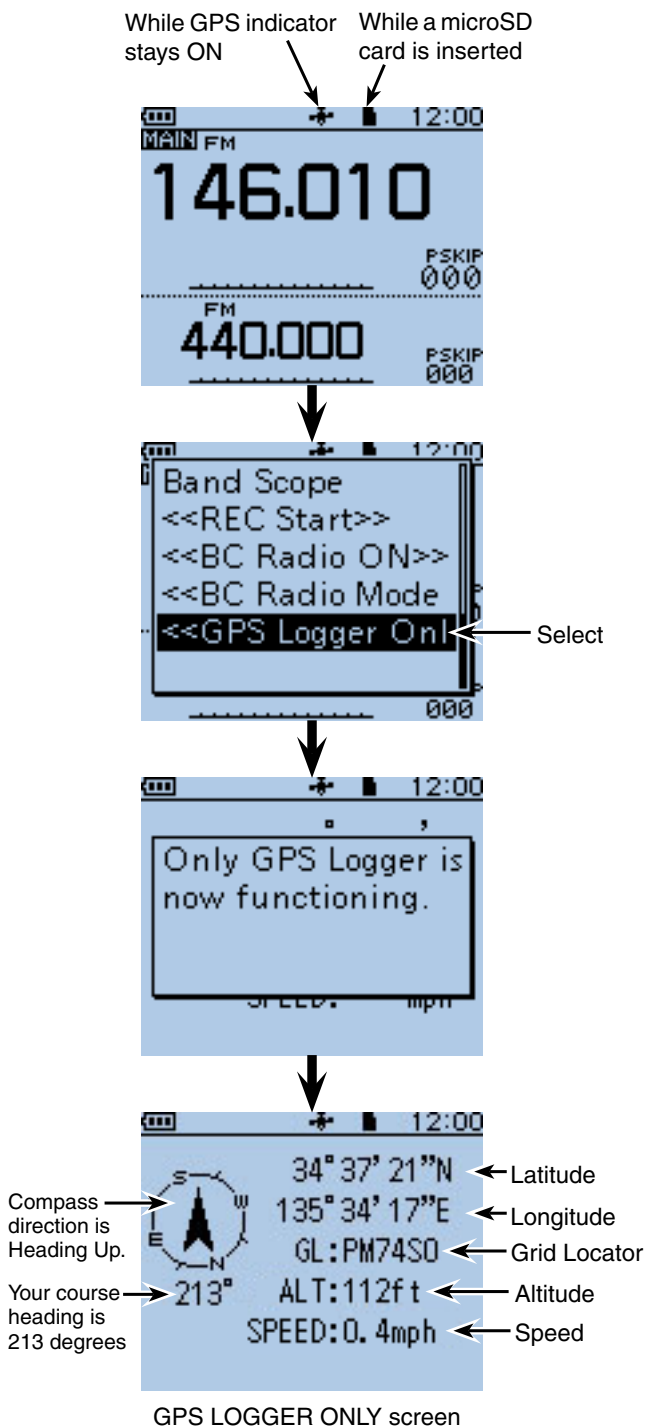 While GPS indicator
stays ON
While a microSD
card is inserted
12:00
MAIN FM
146.010
PSKIP
000
FM
440.000
PSKIP
000
12:00
Band Scope
<<REC Start>>
<<BC Radio ON>>
<<BC Radio Mode
<<GPS Logger Onl
Select
000
12:00
Only GPS Logger is
now functioning.
SPEED: mph
12:00
34°37'21”N
Latitude
Compass
direction is
Heading Up.
S
W
E
N
135°34'17”E
Longitude
GL:PM74SO
Grid Locator
Your course
heading is
213 degrees
213°
ALT:112ft
Altitude
SPEED:0.4mph
Speed
GPS LOGGER ONLY screen